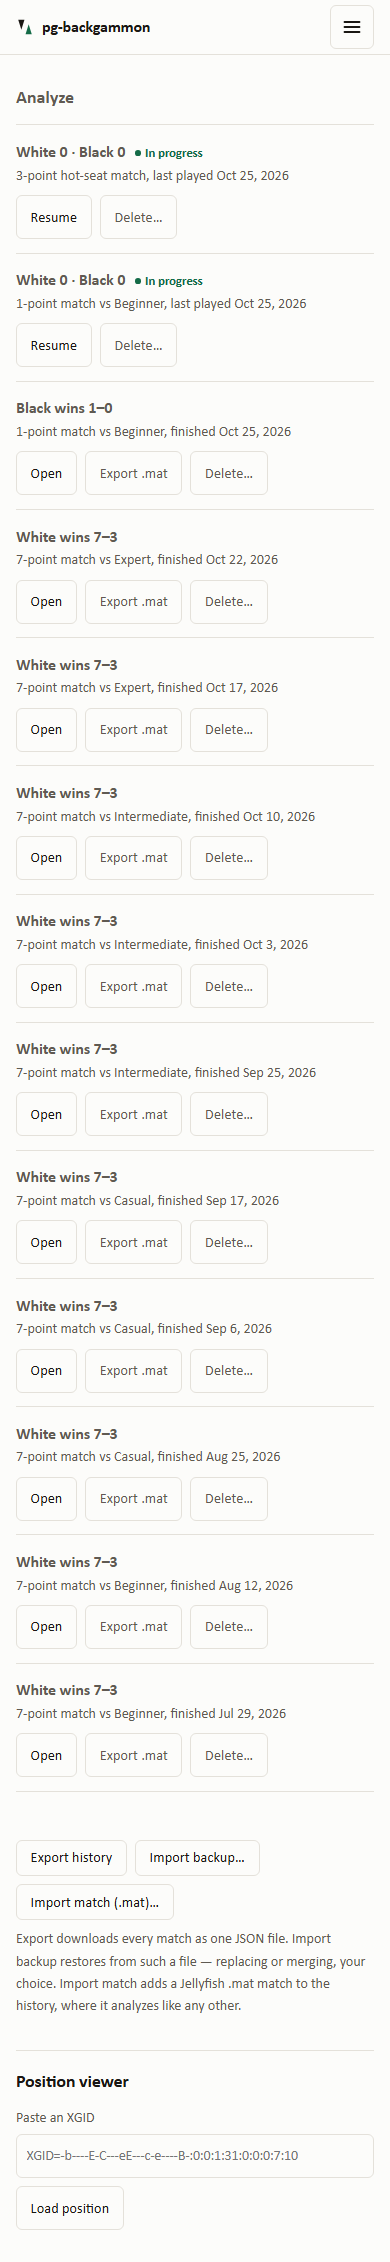 pg-backgammon
Analyze
White 0 · Black 0 In progress
3-point hot-seat match, last played Oct 25, 2026
Resume Delete...
White 0 · Black 0 In progress
1-point match vs Beginner, last played Oct 25, 2026
Resume Delete...
Black wins 1–0
1-point match vs Beginner, finished Oct 25, 2026
Open Export .mat Delete...
White wins 7–3
7-point match vs Expert, finished Oct 22, 2026
Open Export .mat Delete...
White wins 7–3
7-point match vs Expert, finished Oct 17, 2026
Open Export .mat Delete...
White wins 7–3
7-point match vs Intermediate, finished Oct 10, 2026
Open Export .mat Delete...
White wins 7–3
7-point match vs Intermediate, finished Oct 3, 2026
Open Export .mat Delete...
White wins 7–3
7-point match vs Intermediate, finished Sep 25, 2026
Open Export .mat Delete...
White wins 7–3
7-point match vs Casual, finished Sep 17, 2026
Open Export .mat Delete...
White wins 7–3
7-point match vs Casual, finished Sep 6, 2026
Open Export .mat Delete...
White wins 7–3
7-point match vs Casual, finished Aug 25, 2026
Open Export .mat Delete...
White wins 7–3
7-point match vs Beginner, finished Aug 12, 2026
Open Export .mat Delete...
White wins 7–3
7-point match vs Beginner, finished Jul 29, 2026
Open Export .mat Delete...
Export history Import backup...
Import match (.mat)...
Export downloads every match as one JSON file. Import
backup restores from such a file — replacing or merging, your
choice. Import match adds a Jellyfish .mat match to the
history, where it analyzes like any other.
Position viewer
Paste an XGID
XGID=-b----E-C---eE---c-e----B-:0:0:1:31:0:0:0:7:10
Load position